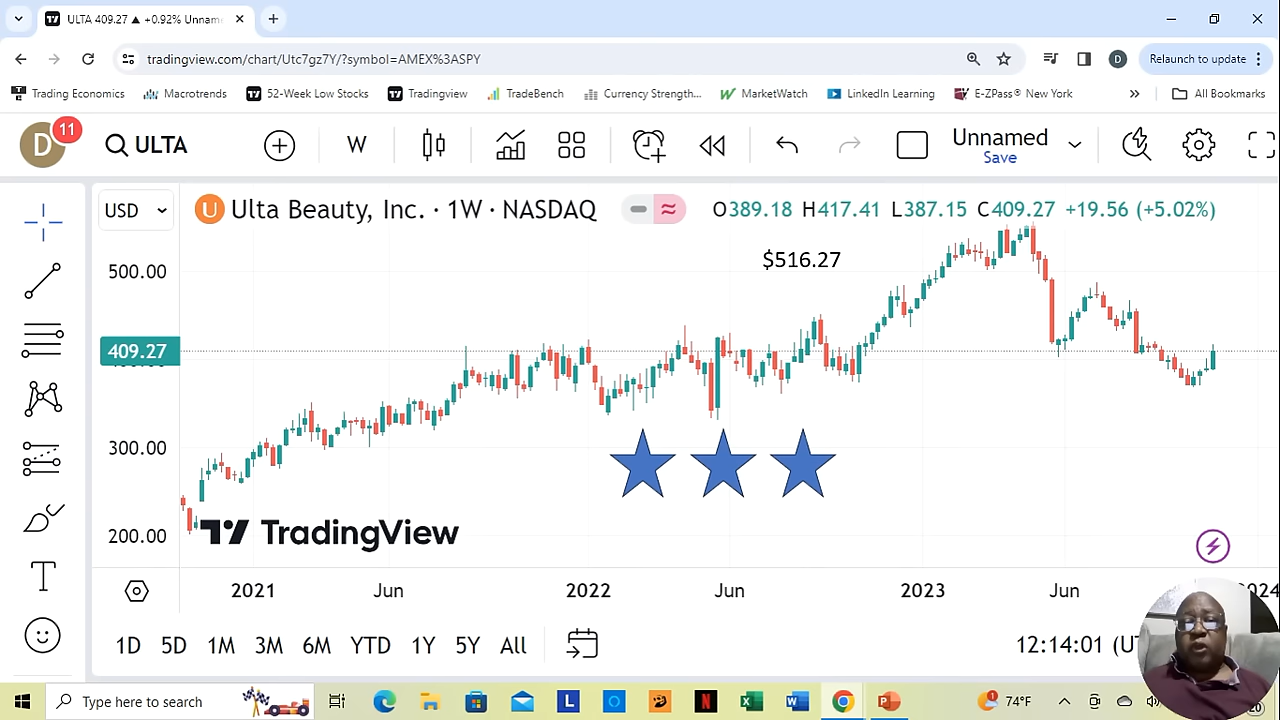 ULTA 409.27 ▲ +0.92% Unnam
tradingview.com/chart/Utc7gz7Y/?symbol=AMEX%3ASPY
D
Relaunch to update
Trading Economics
Macrotrends
52-Week Low Stocks
Tradingview
TradeBench
Currency Strength...
MarketWatch
LinkedIn Learning
E-ZPass® New York
»
All Bookmarks
D
11
ULTA
W
Unnamed
Save
USD
U
Ulta Beauty, Inc. · 1W · NASDAQ
O389.18 H417.41 L387.15 C409.27 +19.56 (+5.02%)
$516.27
500.00
409.27
300.00
200.00
TradingView
2021
Jun
2022
Jun
2023
Jun
2024
T
1D
5D
1M
3M
6M
YTD
1Y
5Y
All
12:14:01 (U
Type here to search
L
N
1
74°F
20